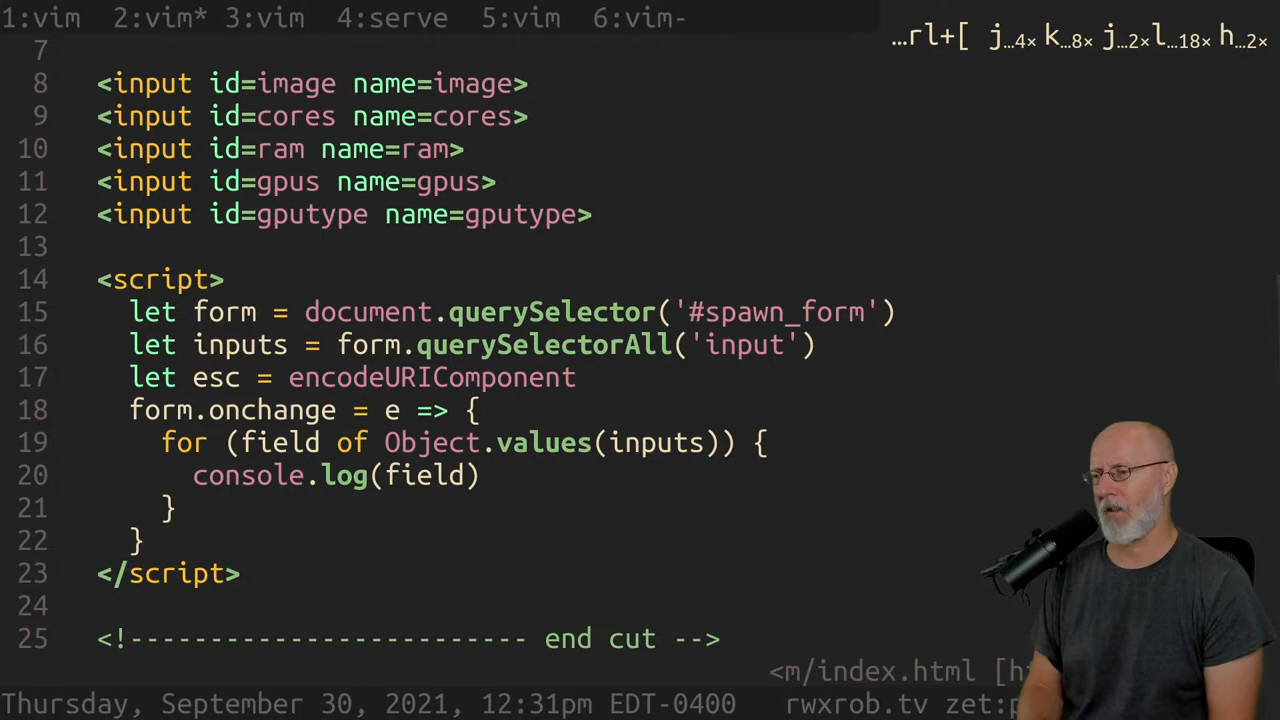 1:vim 2:vim* 3:vim 4:serve 5:vim 6:vim-
…rl+[ j…4× k…8× j…2× l…18× h…2×
7
8 <input id=image name=image>
9 <input id=cores name=cores>
10 <input id=ram name=ram>
11 <input id=gpus name=gpus>
12 <input id=gputype name=gputype>
13
14 <script>
15 let form = document.querySelector('#spawn_form')
16 let inputs = form.querySelectorAll('input')
17 let esc = encodeURIComponent
18 form.onchange = e => {
19 for (field of Object.values(inputs)) {
20 console.log(field)
21 }
22 }
23 </script>
24
25 <!------------------------- end cut -->
<m/index.html [h
Thursday, September 30, 2021, 12:31pm EDT-0400 rwxrob.tv zet:p